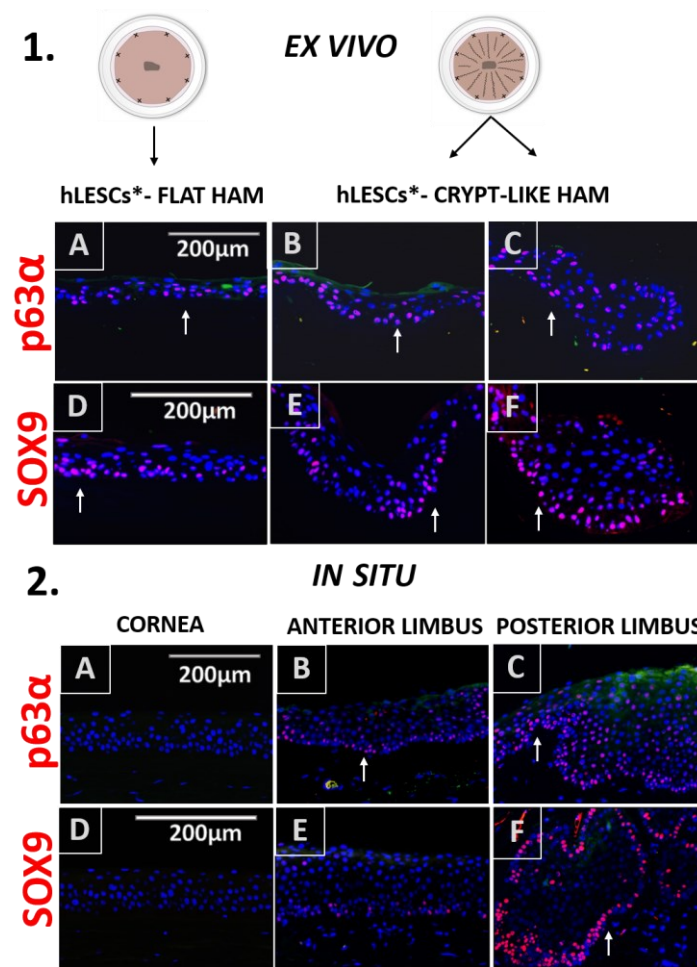 1.
EX VIVO
hLESCs*- FLAT HAM
hLESCs*- CRYPT-LIKE HAM
p63α
A
200µm
B
C
SOX9
D
200µm
E
F
2.
IN SITU
CORNEA
ANTERIOR LIMBUS
POSTERIOR LIMBUS
p63α
A
200µm
B
C
SOX9
D
200µm
E
F